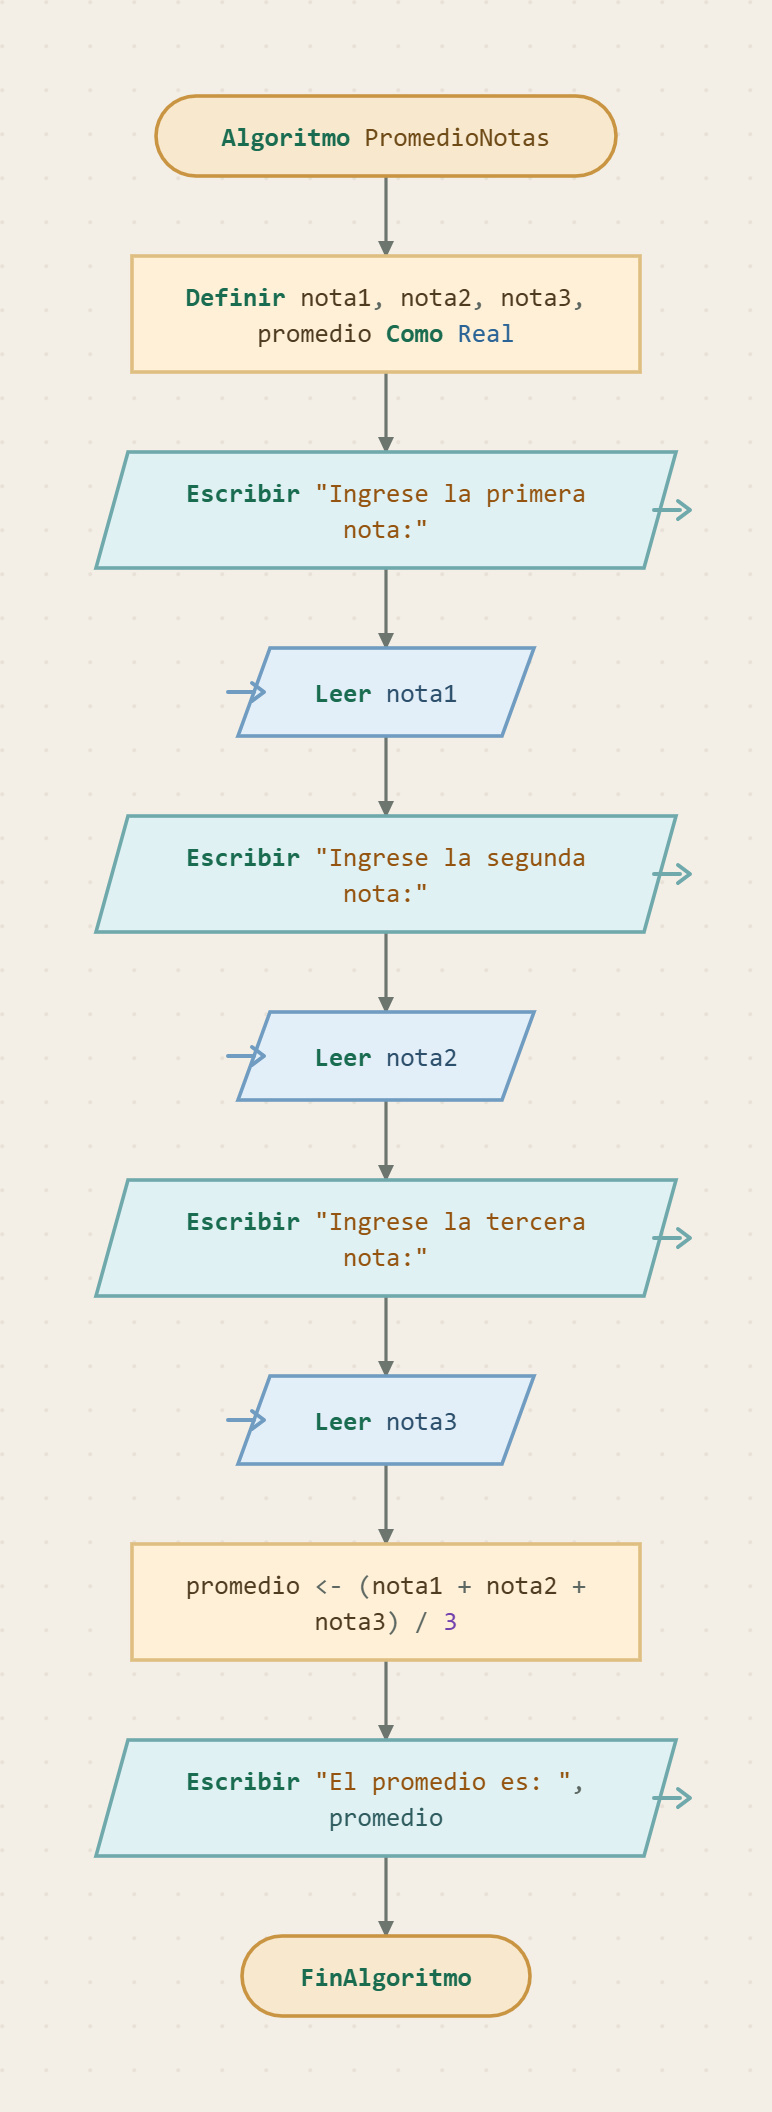 Algoritmo PromedioNotas
Definir nota1, nota2, nota3,
promedio Como Real
Escribir "Ingrese la primera
nota:"
Leer nota1
Escribir "Ingrese la segunda
nota:"
Leer nota2
Escribir "Ingrese la tercera
nota:"
Leer nota3
promedio <- (nota1 + nota2 +
nota3) / 3
Escribir "El promedio es: ",
promedio
FinAlgoritmo